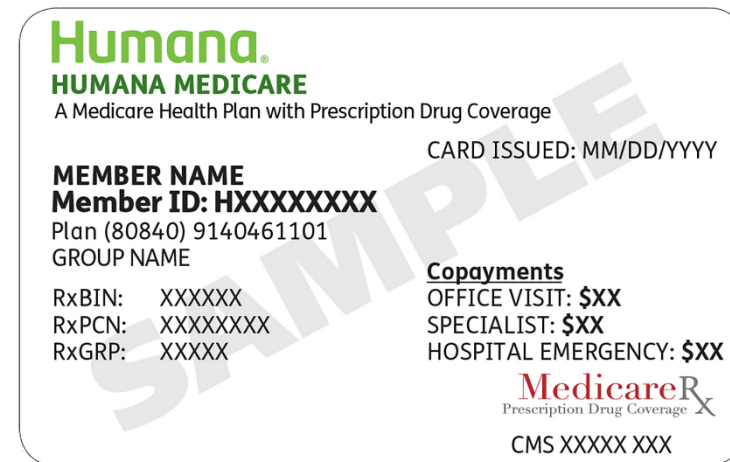 Humana®
HUMANA MEDICARE
A Medicare Health Plan with Prescription Drug Coverage
CARD ISSUED: MM/DD/YYYY
MEMBER NAME
Member ID: HXXXXXXXX
Plan (80840) 9140461101
GROUP NAME
RxBIN: XXXXXX
RxPCN: XXXXXXXX
RxGRP: XXXXX
Copayments
OFFICE VISIT: $XX
SPECIALIST: $XX
HOSPITAL EMERGENCY: $XX
MedicareRx
Prescription Drug Coverage
CMS XXXXX XXX
SAMPLE